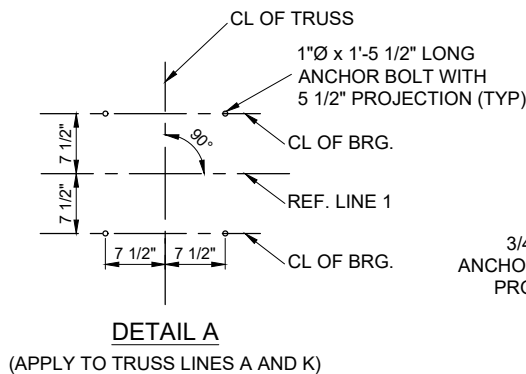 CL OF TRUSS
1"Ø x 1'-5 1/2" LONG
ANCHOR BOLT WITH
5 1/2" PROJECTION (TYP)
7 1/2"
90°
CL OF BRG.
REF. LINE 1
7 1/2"
3/4
ANCHO
PRO
7 1/2"
7 1/2"
CL OF BRG.
DETAIL A
(APPLY TO TRUSS LINES A AND K)